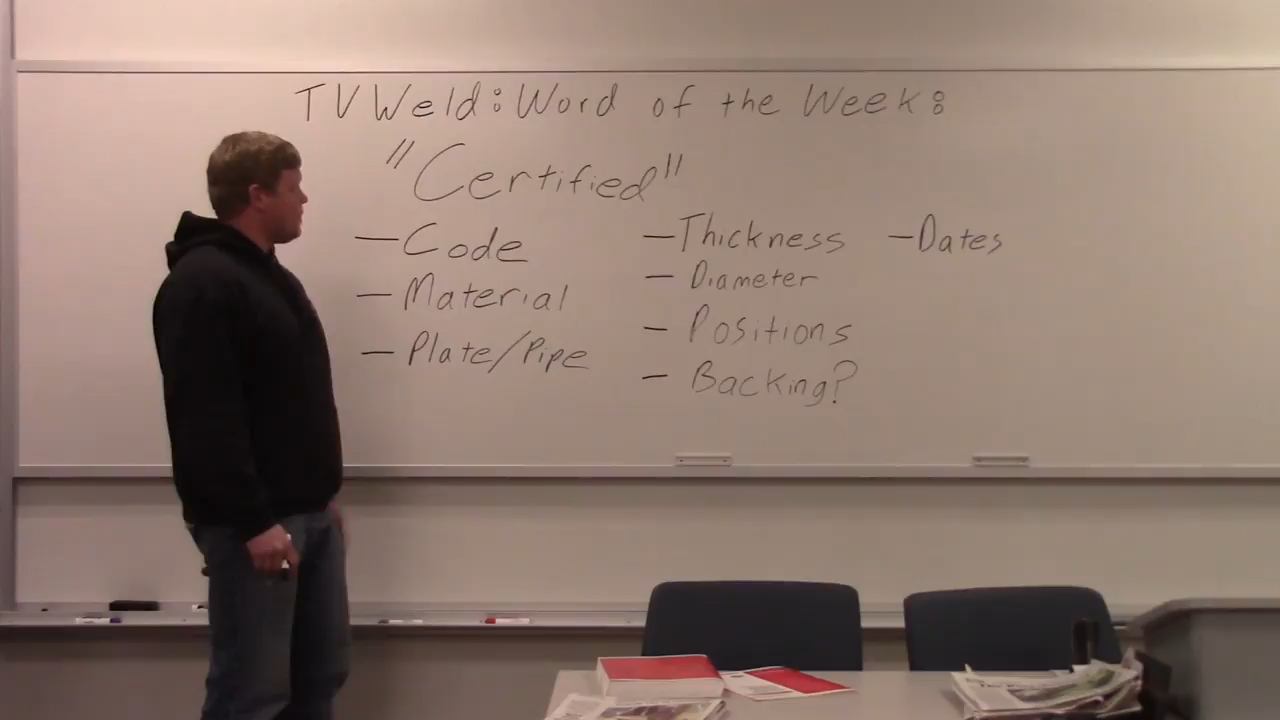 TV Weld: Word of the Week:
"Certified"
— Code
— Material
— Plate/Pipe
— Thickness
— Diameter
— Positions
— Backing?
— Dates